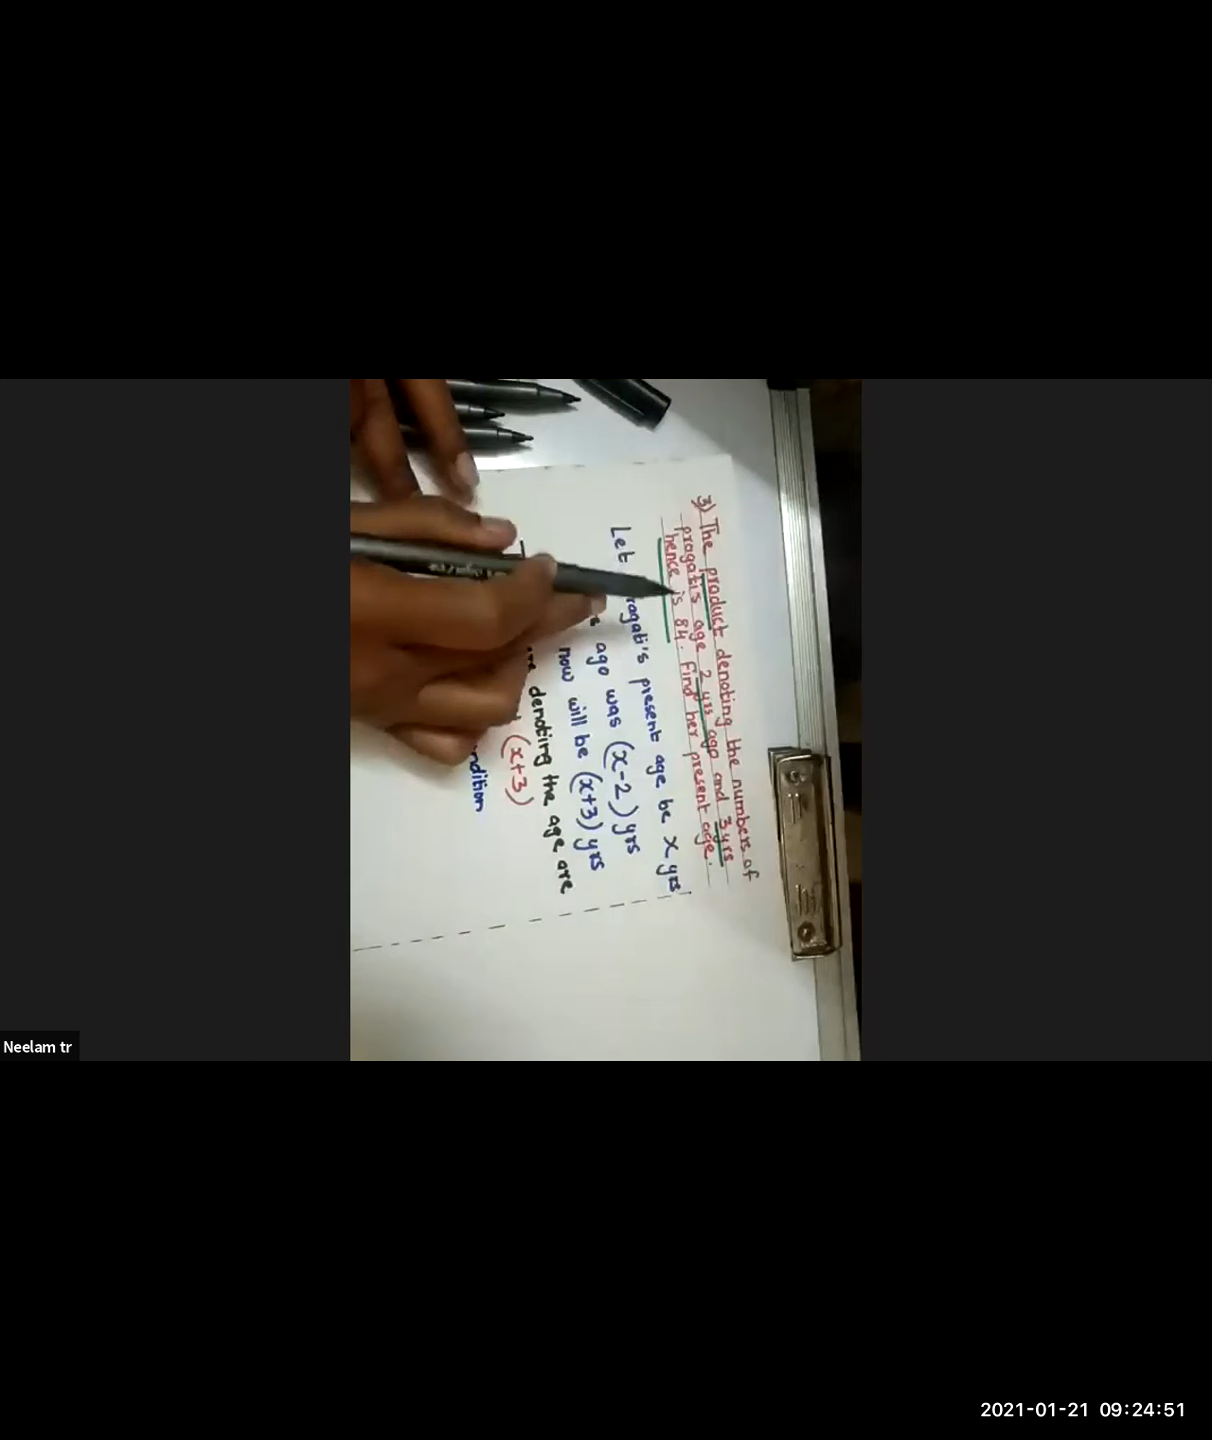 3) The product denoting the numbers of
pragati's age 2 yrs ago and 3 yrs
hence is 84. Find her present age.
Let ragati's present age be x yrs
ago was (x-2) yrs
now will be (x+3) yrs
denoting the age are
(x+3)
ndition
Neelam tr
2021-01-21 09:24:51